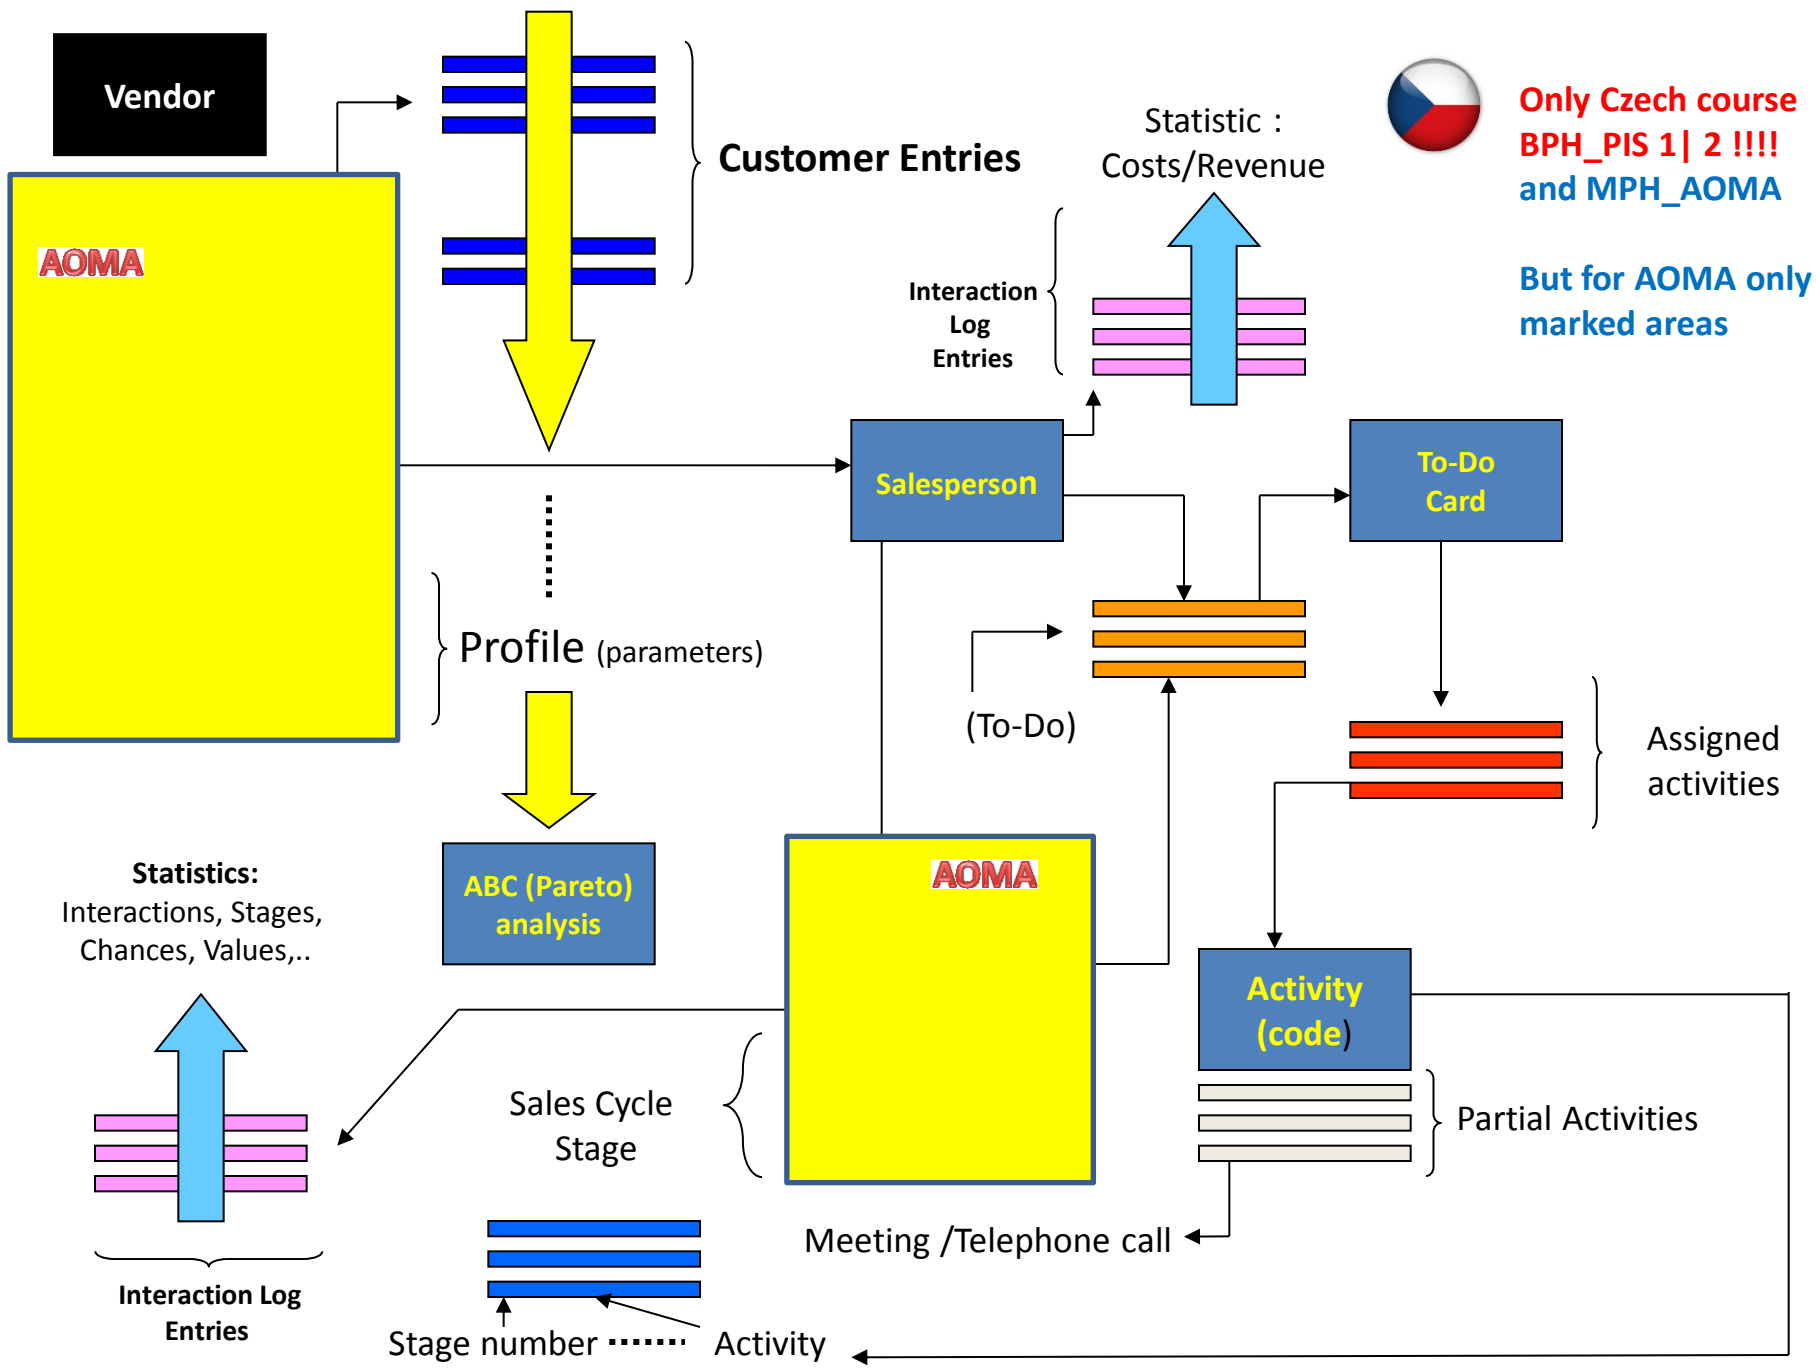 Vendor
Customer Entries
Statistic :
Costs/Revenue
Only Czech course
BPH_PIS 1| 2 !!!!
and MPH_AOMA
But for AOMA only
marked areas
AOMA
Interaction
Log
Entries
Salesperson
To-Do
Card
Profile (parameters)
(To-Do)
Assigned
activities
Statistics:
Interactions, Stages,
Chances, Values,..
ABC (Pareto)
analysis
AOMA
Activity
(code)
Sales Cycle
Stage
Partial Activities
Meeting /Telephone call
Interaction Log
Entries
Stage number
Activity